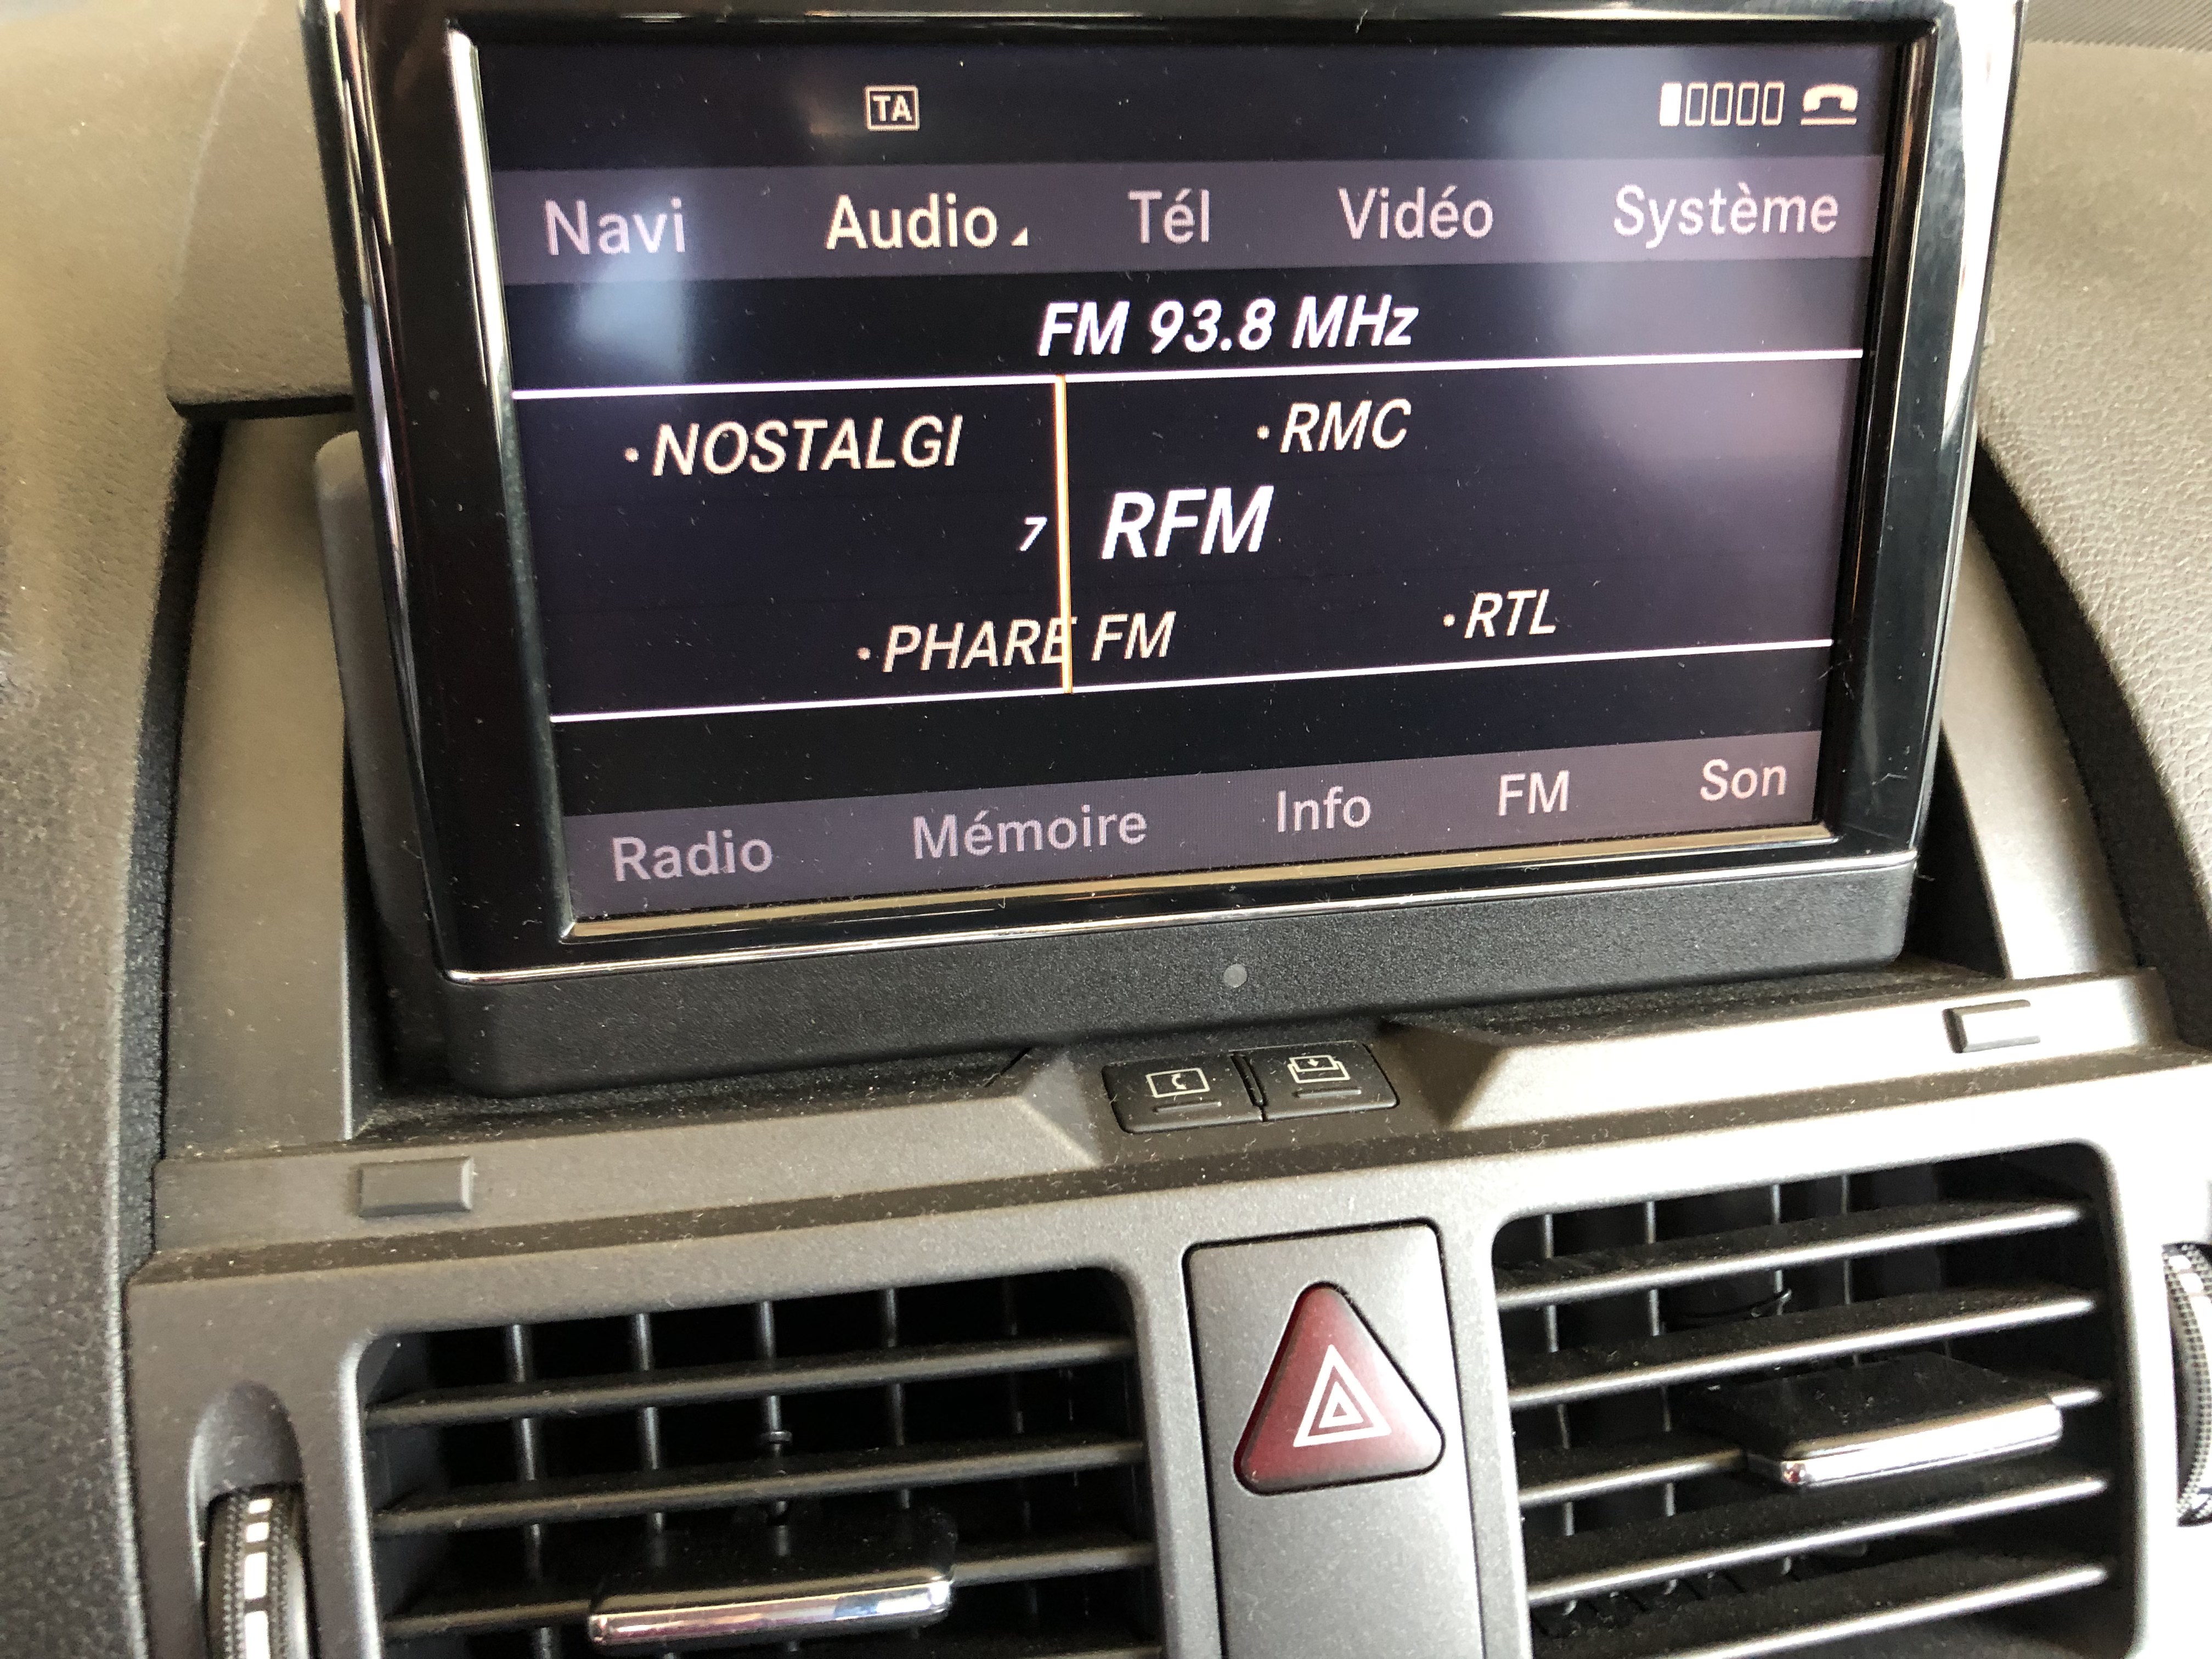 TA
Navi Audio Tél Vidéo Système
FM 93.8 MHz
·NOSTALGI ·RMC
7 RFM
·PHARE FM ·RTL
Radio Mémoire Info FM Son